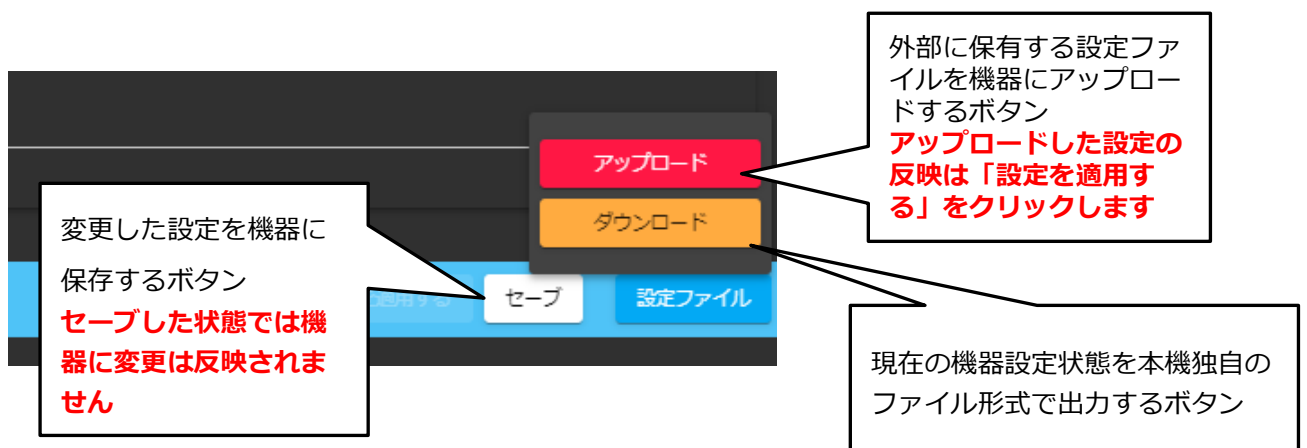 外部に保有する設定ファ
イルを機器にアップロー
ドするボタン
アップロードした設定の
反映は「設定を適用す
る」をクリックします
アップロード
ダウンロード
変更した設定を機器に
保存するボタン
セーブした状態では機
器に変更は反映されま
せん
適用する
セーブ
設定ファイル
現在の機器設定状態を本機独自の
ファイル形式で出力するボタン